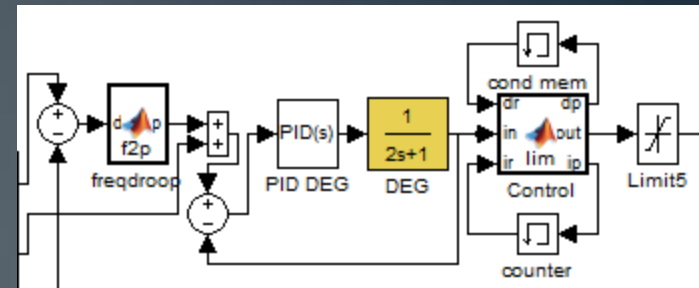 +
−
d
p
f2p
freqdroop
+
+
+
−
PID(s)
PID DEG
1
2s+1
DEG
cond mem
dr
dp
in
out
lim
ir
ip
Control
counter
Limit5